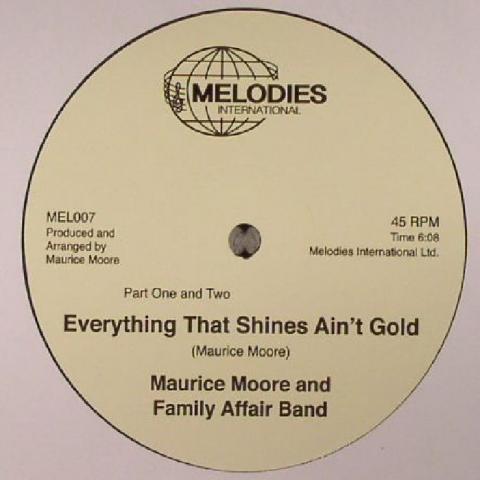 MELODIES
INTERNATIONAL
MEL007
Produced and
Arranged by
Maurice Moore
45 RPM
Time 6:08
Melodies International Ltd.
Part One and Two
Everything That Shines Ain't Gold
(Maurice Moore)
Maurice Moore and
Family Affair Band